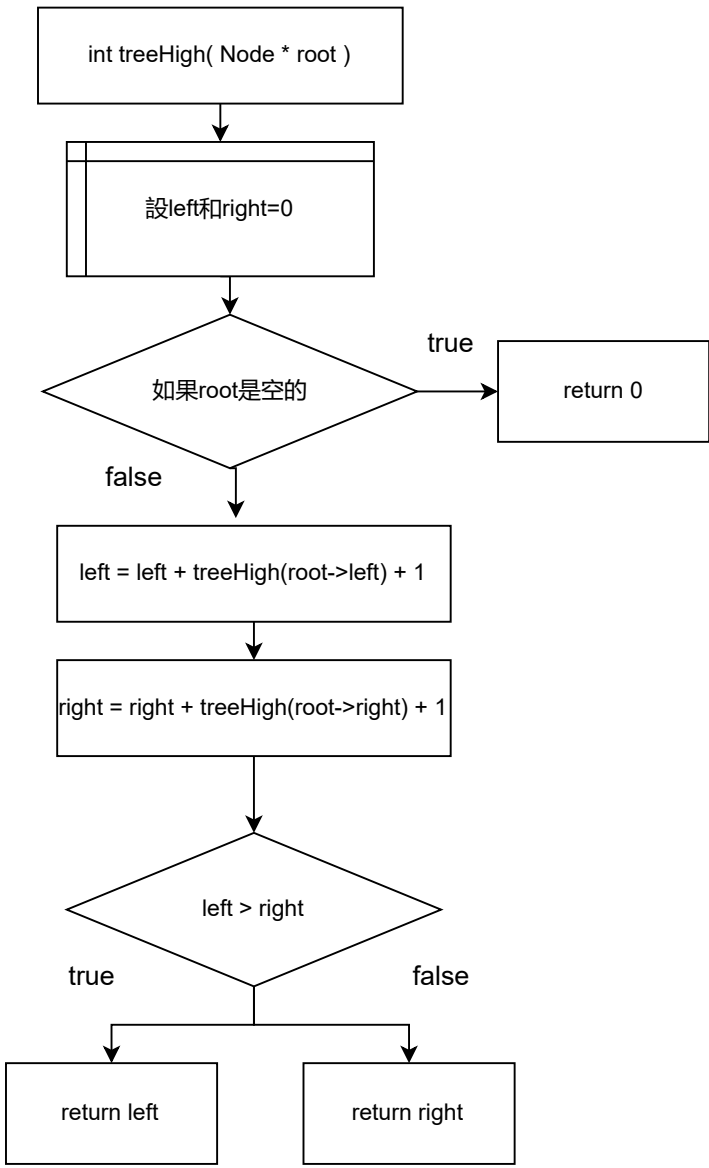 int treeHigh( Node * root )
設left和right=0
如果root是空的
true
return 0
false
left = left + treeHigh(root->left) + 1
right = right + treeHigh(root->right) + 1
left > right
true
false
return left
return right